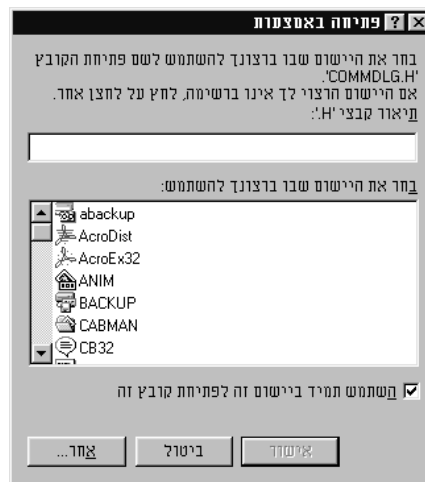 פתיחה באמצעות
בחר את היישום שבו ברצונך להשתמש לשם פתיחת הקובץ
'COMMDLG.H'.
אם היישום הרצוי לך אינו ברשימה, לחץ על לחצן אחר.
תיאור קבצי 'H.':
בחר את היישום שבו ברצונך להשתמש:
abackup
AcroDist
AcroEx32
ANIM
BACKUP
CABMAN
CB32
השתמש תמיד ביישום זה לפתיחת קובץ זה
אישור
ביטול
אחר...